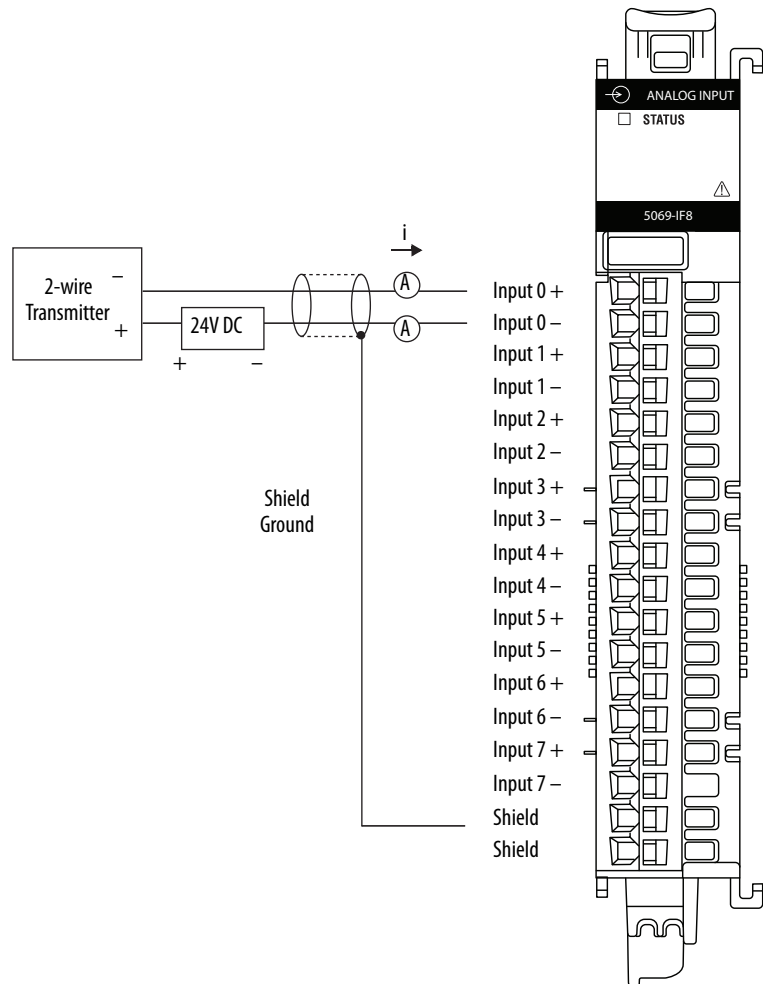 ANALOG INPUT
STATUS
5069-IF8
i
2-wire
Transmitter
–
+
24V DC
+ –
A
A
Shield
Ground
Input 0 +
Input 0 –
Input 1 +
Input 1 –
Input 2 +
Input 2 –
Input 3 +
Input 3 –
Input 4 +
Input 4 –
Input 5 +
Input 5 –
Input 6 +
Input 6 –
Input 7 +
Input 7 –
Shield
Shield